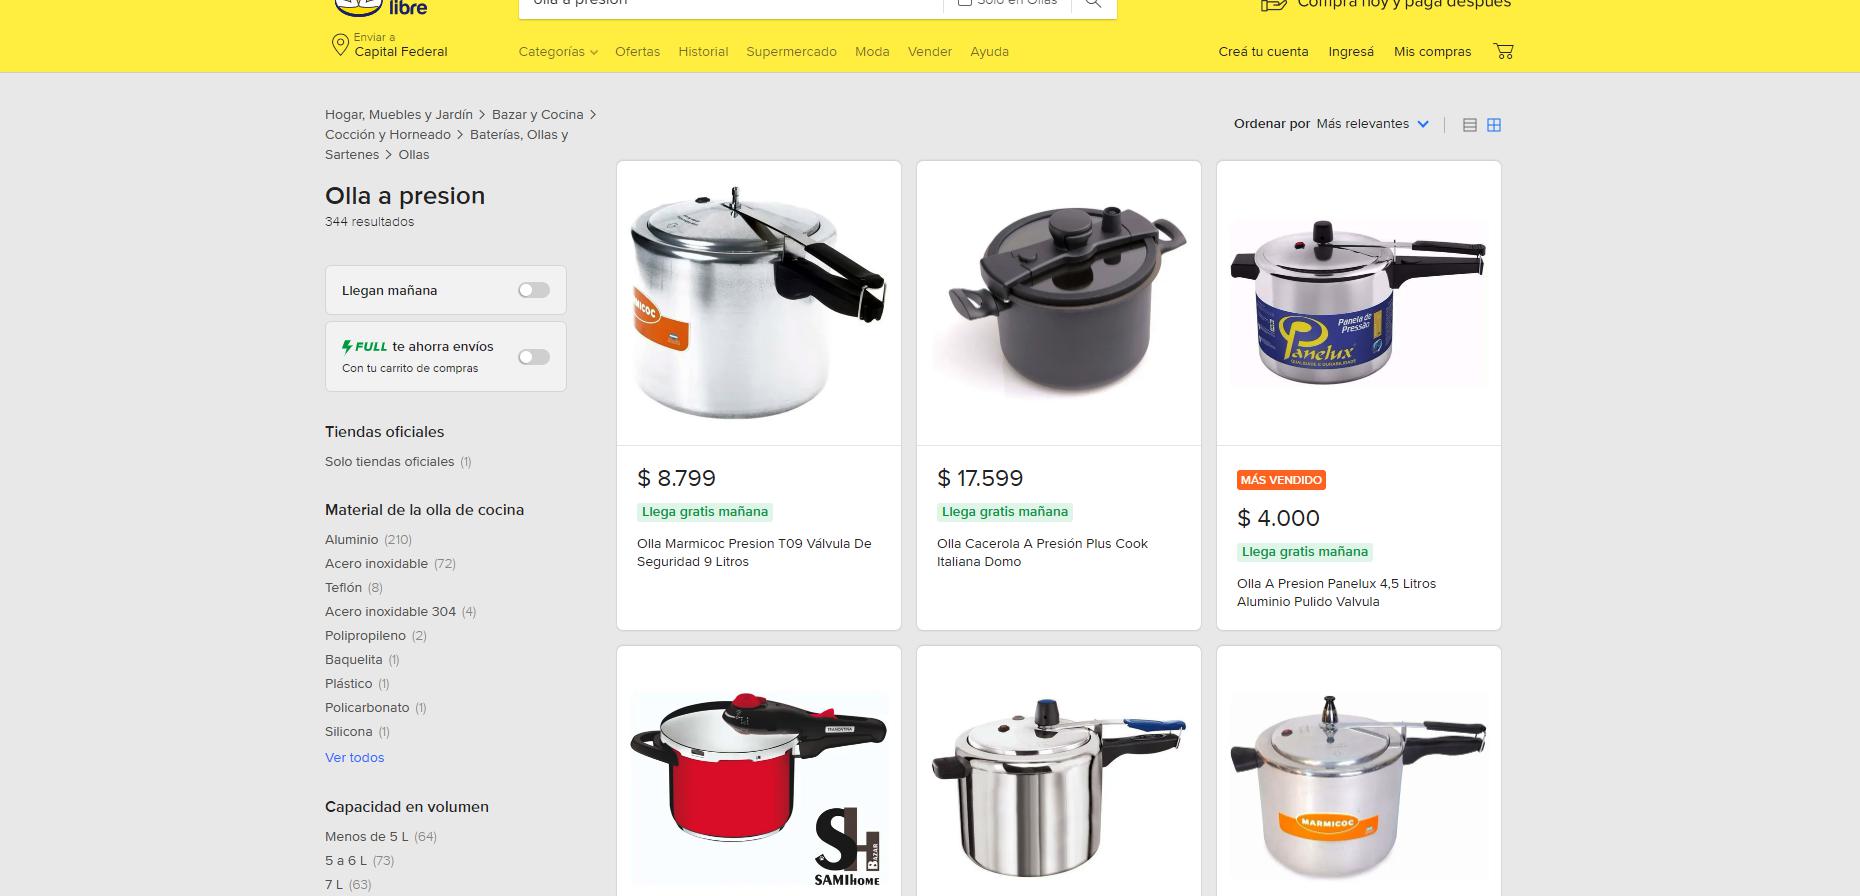 libre
olla a presion
Solo en Ollas
Compra hoy y paga después
Enviar a
Capital Federal
Categorías
Ofertas
Historial
Supermercado
Moda
Vender
Ayuda
Creá tu cuenta
Ingresá
Mis compras
Hogar, Muebles y Jardín > Bazar y Cocina >
Cocción y Horneado > Baterías, Ollas y
Sartenes > Ollas
Ordenar por Más relevantes
Olla a presion
344 resultados
Llegan mañana
FULL te ahorra envíos
Con tu carrito de compras
Tiendas oficiales
Solo tiendas oficiales (1)
Material de la olla de cocina
Aluminio (210)
Acero inoxidable (72)
Teflón (8)
Acero inoxidable 304 (4)
Polipropileno (2)
Baquelita (1)
Plástico (1)
Policarbonato (1)
Silicona (1)
Ver todos
Capacidad en volumen
Menos de 5 L (64)
5 a 6 L (73)
7 L (63)
$ 8.799
Llega gratis mañana
Olla Marmicoc Presion T09 Válvula De
Seguridad 9 Litros
$ 17.599
Llega gratis mañana
Olla Cacerola A Presión Plus Cook
Italiana Domo
Panela de
Pressão
Panelux
QUALIDADE E DURABILIDADE
MÁS VENDIDO
$ 4.000
Llega gratis mañana
Olla A Presion Panelux 4,5 Litros
Aluminio Pulido Valvula
TRAMONTINA
SH
BAZAR
SAMIHOME
MARMICOC